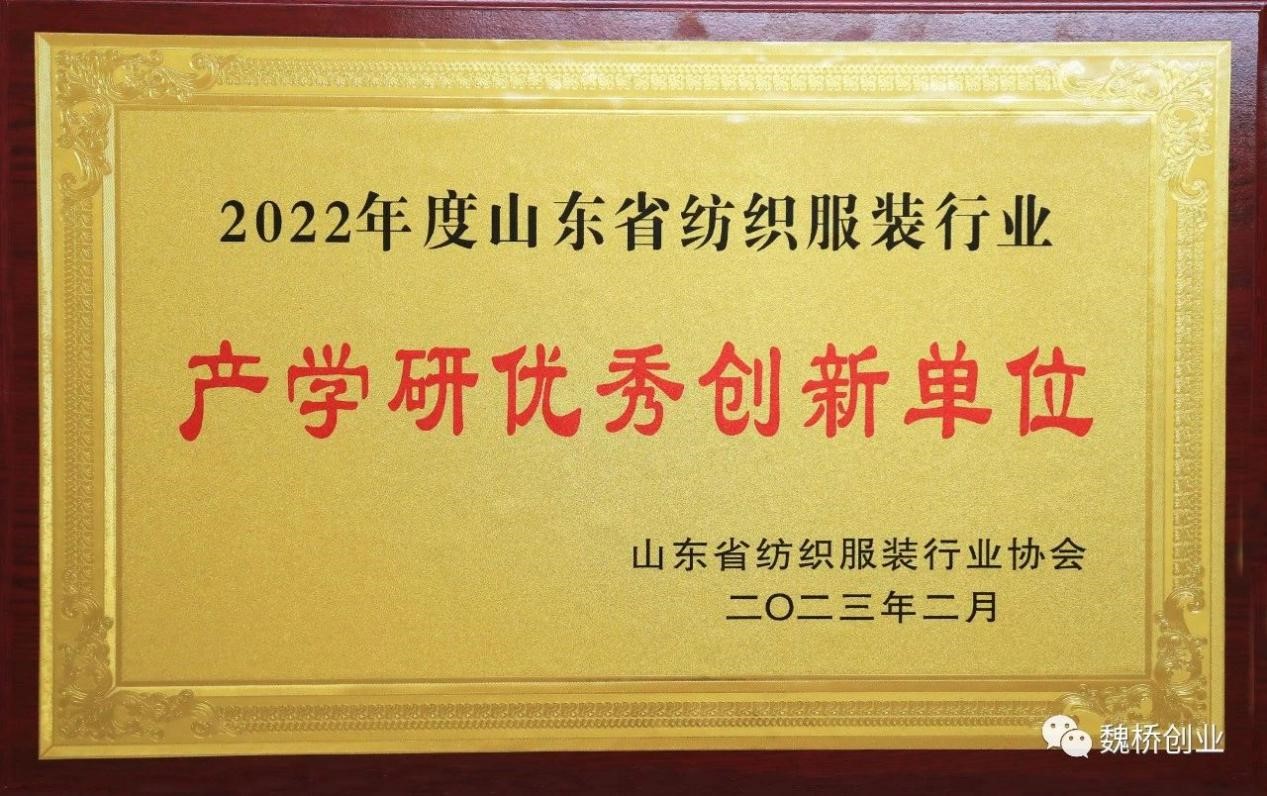 2022年度山东省纺织服装行业
产学研优秀创新单位
山东省纺织服装行业协会
二〇二三年二月
魏桥创业